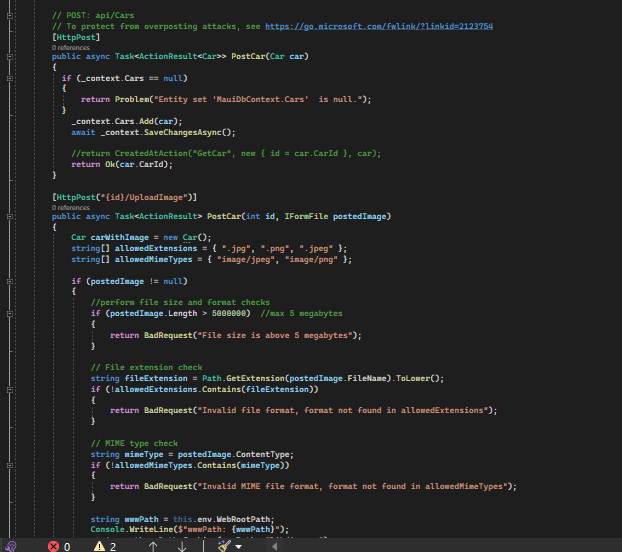 // POST: api/Cars
// To protect from overposting attacks, see https://go.microsoft.com/fwlink/?linkid=2123754
[HttpPost]
0 references
public async Task<ActionResult<Car>> PostCar(Car car)
{
if (_context.Cars == null)
{
return Problem("Entity set 'MauiDbContext.Cars'  is null.");
}
_context.Cars.Add(car);
await _context.SaveChangesAsync();
//return CreatedAtAction("GetCar", new { id = car.CarId }, car);
return Ok(car.CarId);
}
[HttpPost("{id}/UploadImage")]
0 references
public async Task<ActionResult> PostCar(int id, IFormFile postedImage)
{
Car carWithImage = new Car();
string[] allowedExtensions = { ".jpg", ".png", ".jpeg" };
string[] allowedMimeTypes = { "image/jpeg", "image/png" };
if (postedImage != null)
{
//perform file size and format checks
if (postedImage.Length > 5000000)  //max 5 megabytes
{
return BadRequest("File size is above 5 megabytes");
}
// File extension check
string fileExtension = Path.GetExtension(postedImage.FileName).ToLower();
if (!allowedExtensions.Contains(fileExtension))
{
return BadRequest("Invalid file format, format not found in allowedExtensions");
}
// MIME type check
string mimeType = postedImage.ContentType;
if (!allowedMimeTypes.Contains(mimeType))
{
return BadRequest("Invalid MIME file format, format not found in allowedMimeTypes");
}
string wwwPath = this.env.WebRootPath;
Console.WriteLine($"wwwPath: {wwwPath}");
0 2